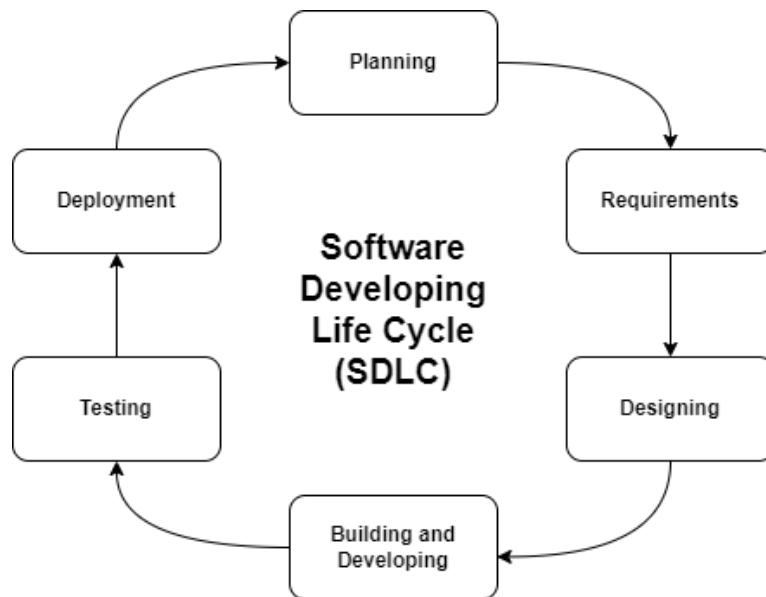 Planning
Requirements
Designing
Building and
Developing
Testing
Deployment
Software
Developing
Life Cycle
(SDLC)